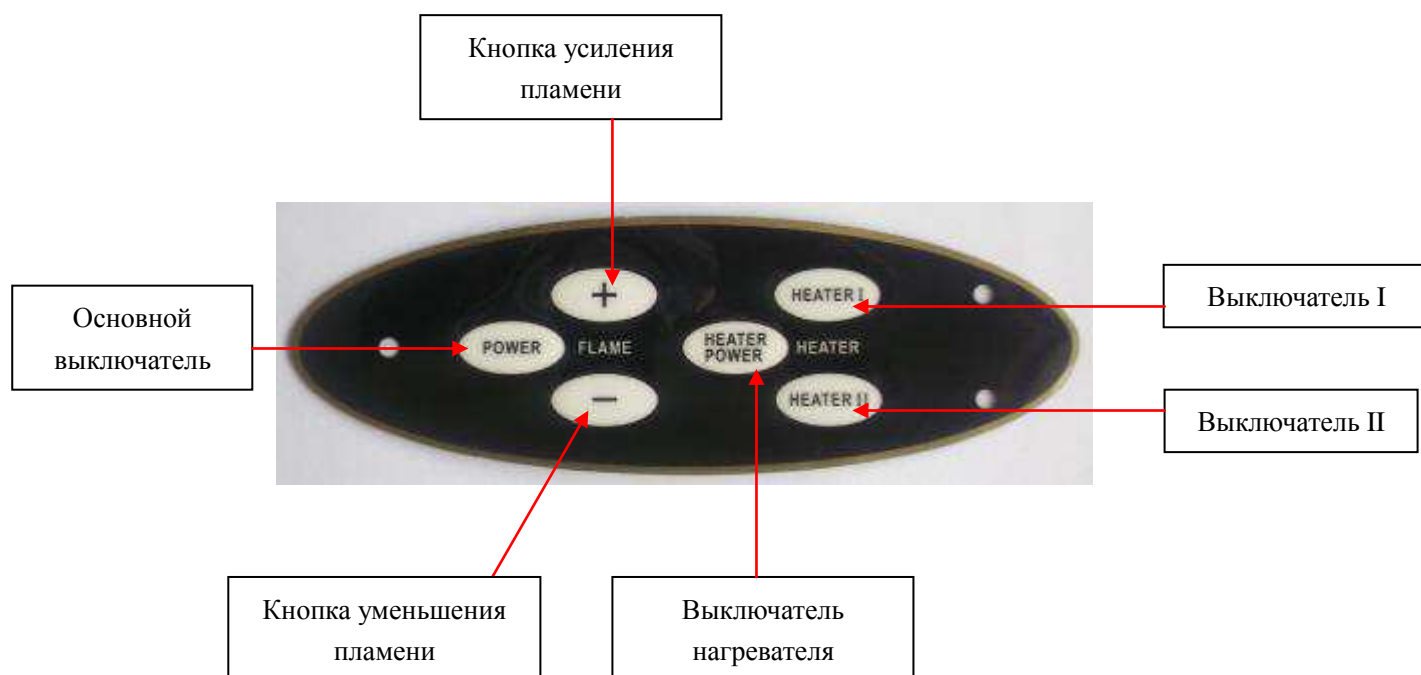 Кнопка усиления
пламени
Основной
выключатель
+
HEATER I
POWER
FLAME
HEATER
POWER
HEATER
−
HEATER II
Выключатель I
Выключатель II
Кнопка уменьшения
пламени
Выключатель
нагревателя